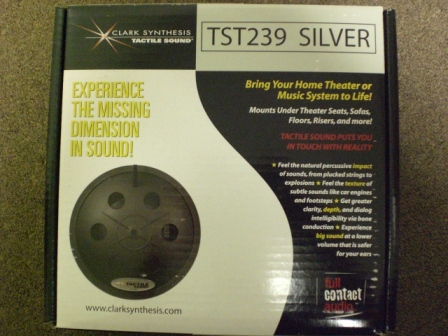 CLARK SYNTHESIS
TACTILE SOUND
TST239 SILVER
EXPERIENCE
THE MISSING
DIMENSION
IN SOUND!
Bring Your Home Theater or
Music System to Life!
Mounts Under Theater Seats, Sofas,
Floors, Risers, and more!
TACTILE SOUND PUTS YOU
IN TOUCH WITH REALITY
★ Feel the natural percussive impact
of sounds, from plucked strings to
explosions ★ Feel the texture of
subtle sounds like car engines
and footsteps ★ Get greater
clarity, depth, and dialog
intelligibility via bone
conduction ★ Experience
big sound at a lower
volume that is safer
for your ears
TACTILE
www.clarksynthesis.com
full
contact
audio